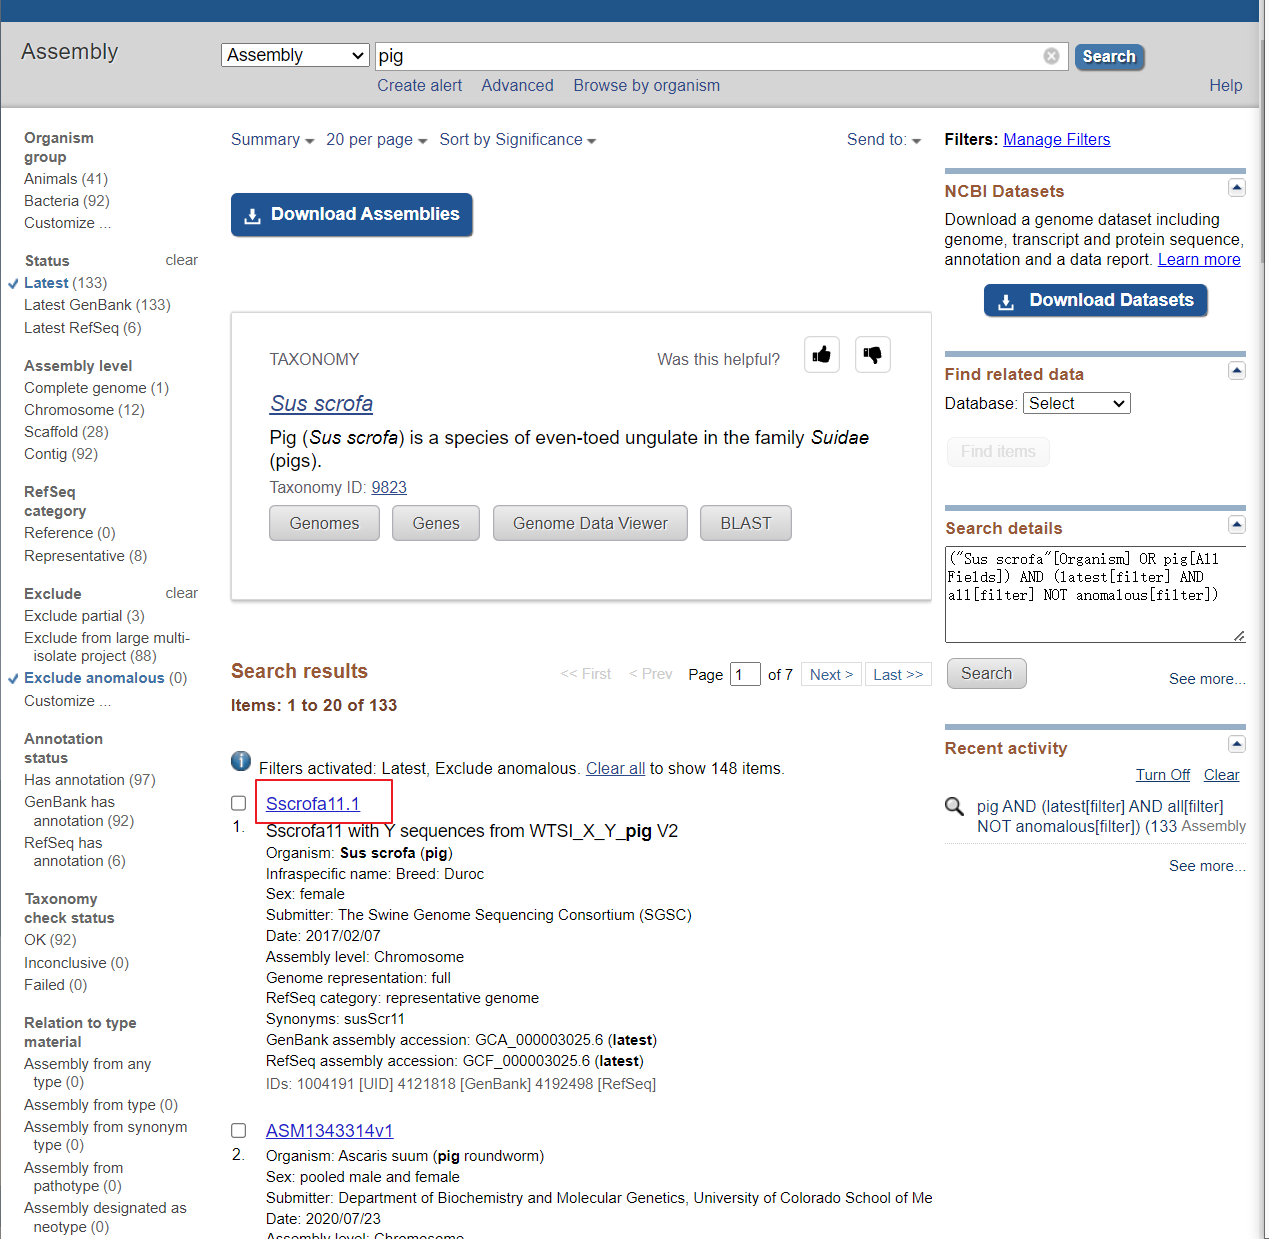 Assembly
Assembly
pig
Search
Create alert
Advanced
Browse by organism
Help
Organism
group
Animals (41)
Bacteria (92)
Customize ...
Status
clear
Latest (133)
Latest GenBank (133)
Latest RefSeq (6)
Assembly level
Complete genome (1)
Chromosome (12)
Scaffold (28)
Contig (92)
RefSeq
category
Reference (0)
Representative (8)
Exclude
clear
Exclude partial (3)
Exclude from large multi-
isolate project (88)
Exclude anomalous (0)
Customize ...
Annotation
status
Has annotation (97)
GenBank has
annotation (92)
RefSeq has
annotation (6)
Taxonomy
check status
OK (92)
Inconclusive (0)
Failed (0)
Relation to type
material
Assembly from any
type (0)
Assembly from type (0)
Assembly from synonym
type (0)
Assembly from
pathotype (0)
Assembly designated as
neotype (0)
Summary
20 per page
Sort by Significance
Send to:
Download Assemblies
TAXONOMY
Was this helpful?
Sus scrofa
Pig (Sus scrofa) is a species of even-toed ungulate in the family Suidae
(pigs).
Taxonomy ID: 9823
Genomes
Genes
Genome Data Viewer
BLAST
Search results
<< First
< Prev
Page 1 of 7
Next >
Last >>
Items: 1 to 20 of 133
Filters activated: Latest, Exclude anomalous. Clear all to show 148 items.
Sscrofa11.1
1.
Sscrofa11 with Y sequences from WTSI_X_Y_pig V2
Organism: Sus scrofa (pig)
Infraspecific name: Breed: Duroc
Sex: female
Submitter: The Swine Genome Sequencing Consortium (SGSC)
Date: 2017/02/07
Assembly level: Chromosome
Genome representation: full
RefSeq category: representative genome
Synonyms: susScr11
GenBank assembly accession: GCA_000003025.6 (latest)
RefSeq assembly accession: GCF_000003025.6 (latest)
IDs: 1004191 [UID] 4121818 [GenBank] 4192498 [RefSeq]
ASM1343314v1
2.
Organism: Ascaris suum (pig roundworm)
Sex: pooled male and female
Submitter: Department of Biochemistry and Molecular Genetics, University of Colorado School of Me
Date: 2020/07/23
Assembly level: Chromosome
Filters: Manage Filters
NCBI Datasets
Download a genome dataset including
genome, transcript and protein sequence,
annotation and a data report. Learn more
Download Datasets
Find related data
Database: Select
Find items
Search details
("Sus scrofa"[Organism] OR pig[All
Fields]) AND (latest[filter] AND
all[filter] NOT anomalous[filter])
Search
See more...
Recent activity
Turn Off
Clear
pig AND (latest[filter] AND all[filter]
NOT anomalous[filter]) (133 Assembly
See more...